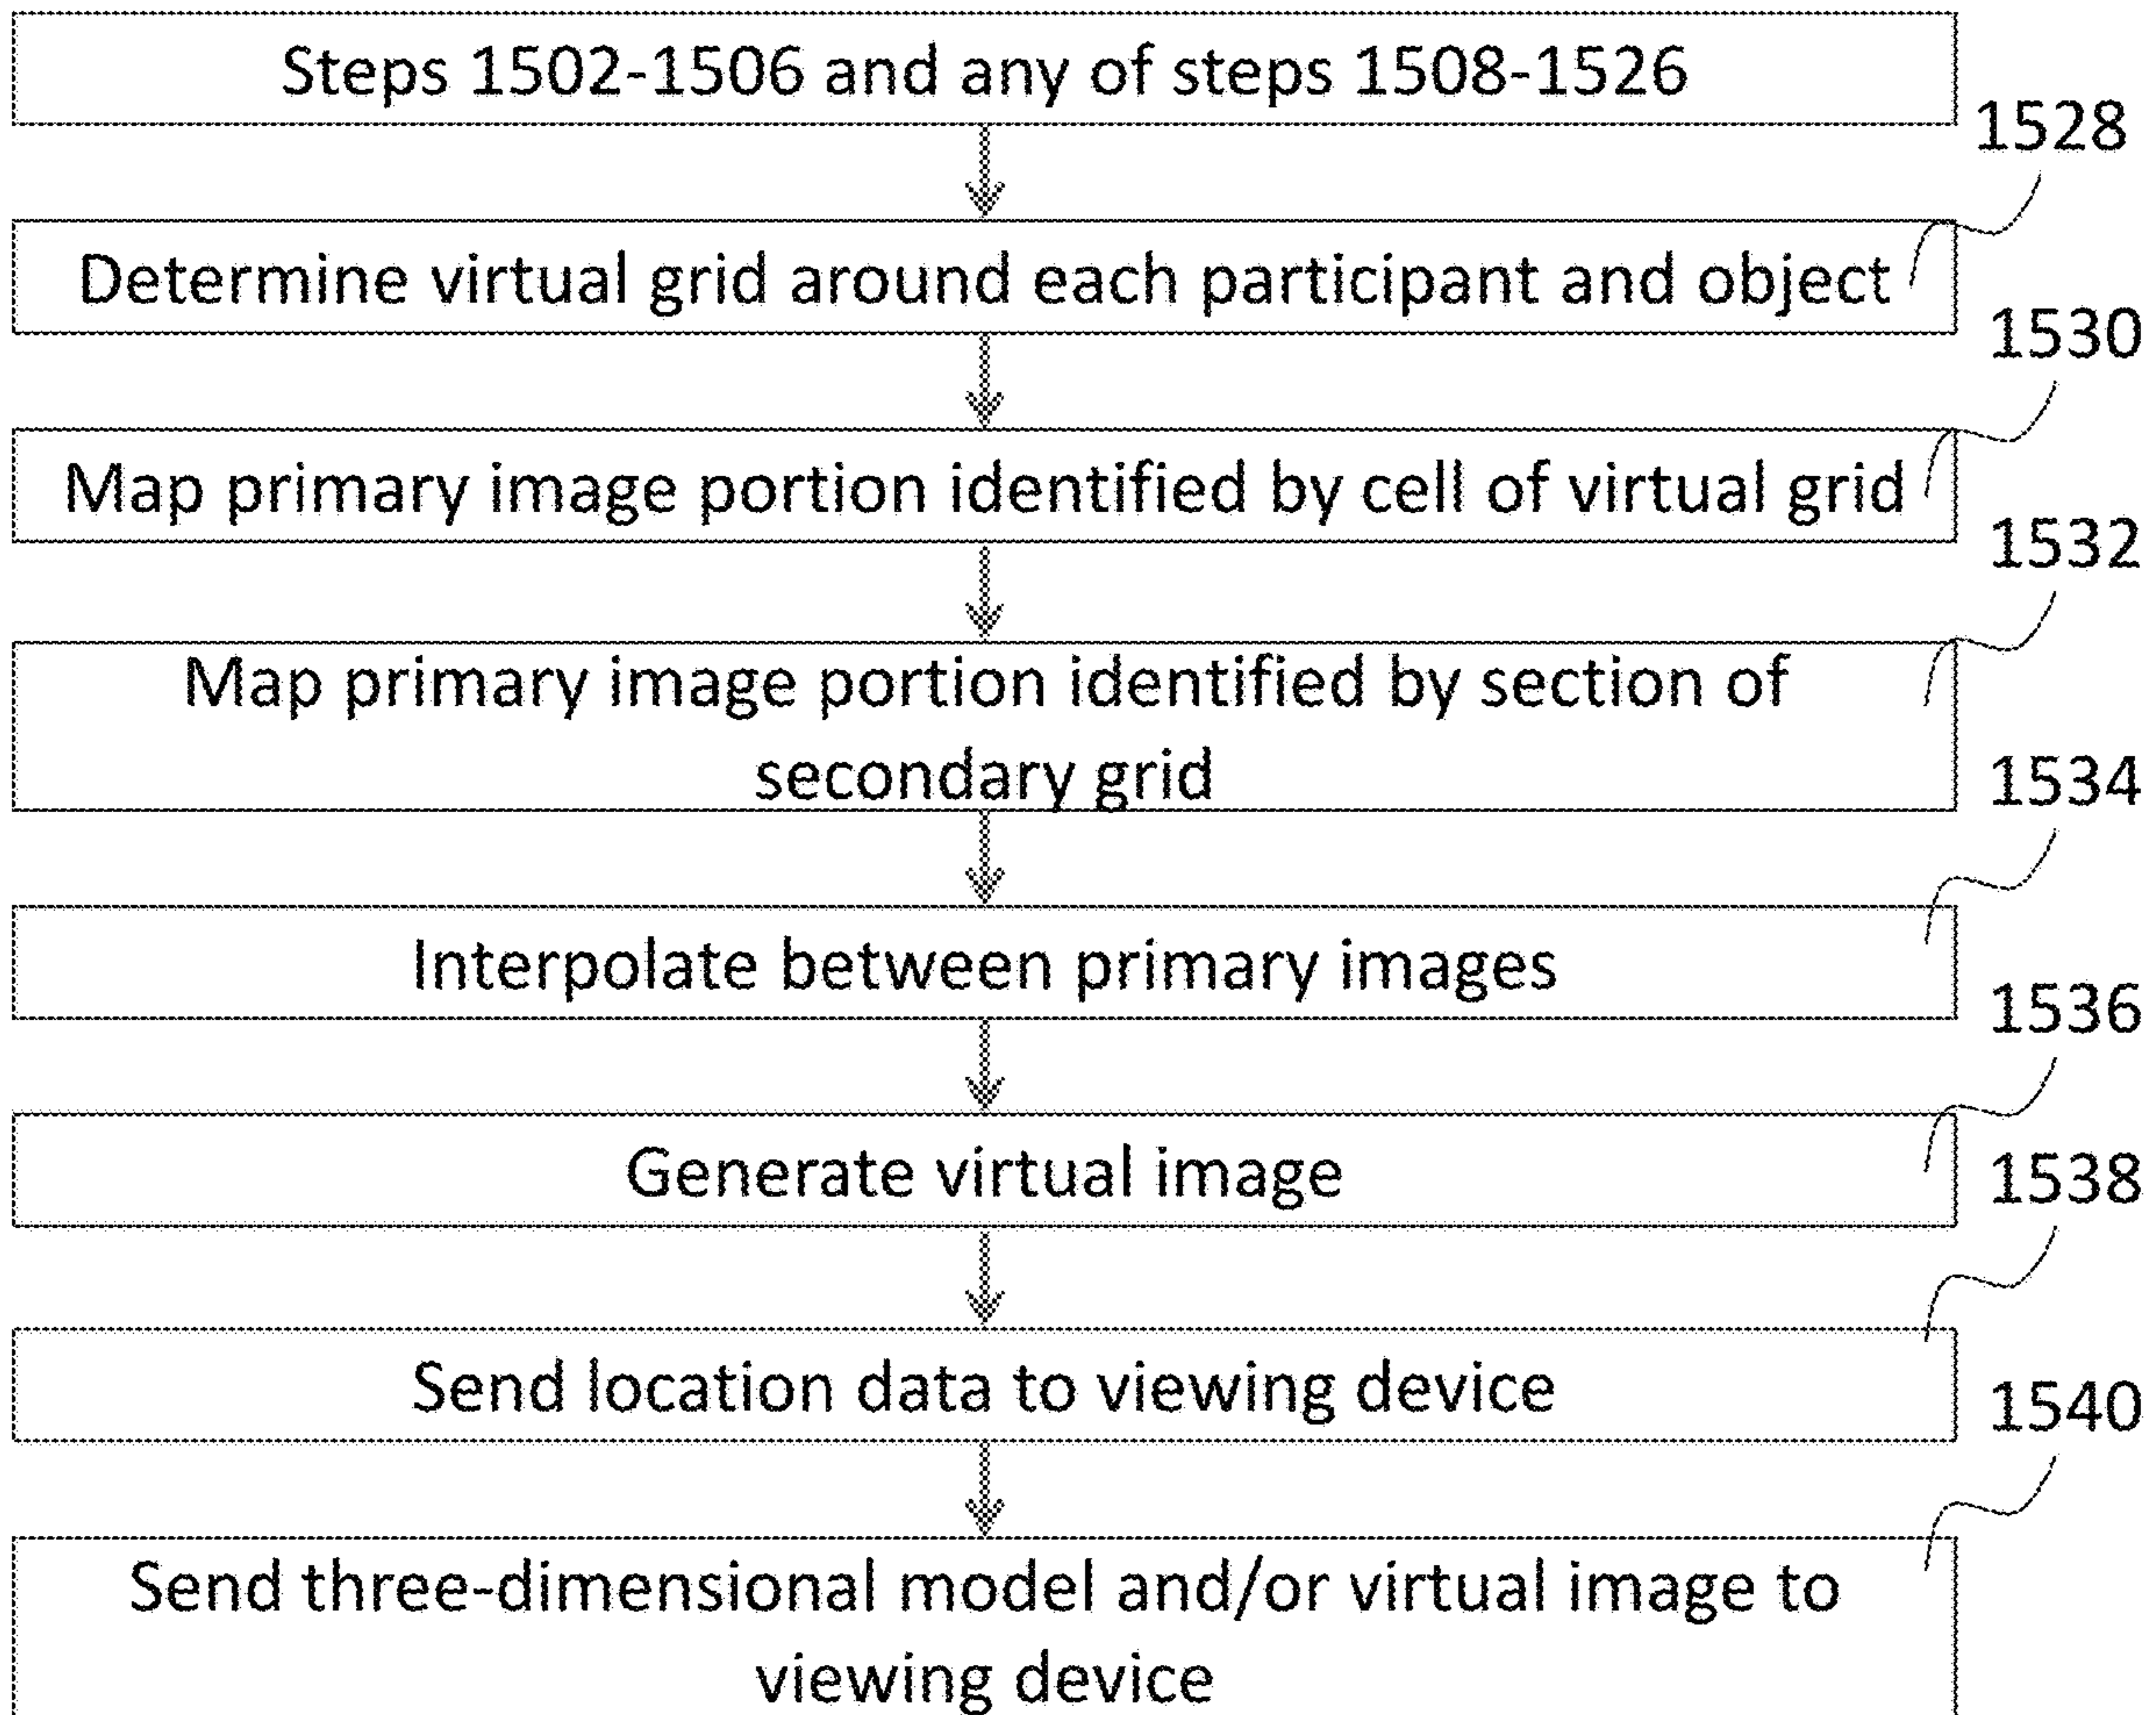 Steps 1502-1506 and any of steps 1508-1526
1528
Determine virtual grid around each participant and object
1530
Map primary image portion identified by cell of virtual grid
1532
Map primary image portion identified by section of
secondary grid
1534
Interpolate between primary images
1536
Generate virtual image
1538
Send location data to viewing device
1540
Send three-dimensional model and/or virtual image to
viewing device